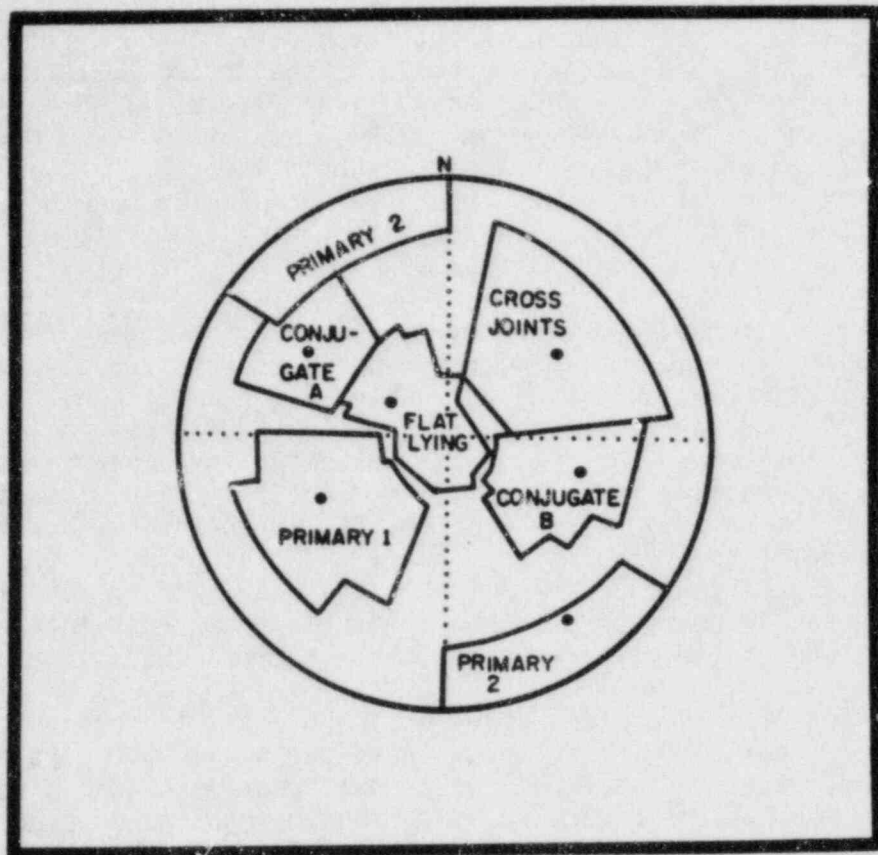 N
PRIMARY 2
CROSS
JOINTS
CONJU-
GATE
A
FLAT
LYING
CONJUGATE
B
PRIMARY 1
PRIMARY
2